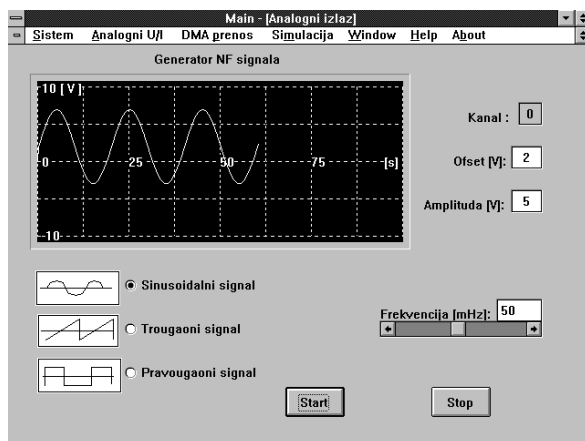 Main - [Analogni izlaz]
Sistem Analogni U/I DMA prenos Simulacija Window Help About
Generator NF signala
10 [V]
0 25 50 75 [s]
-10
Kanal : 0
Ofset [V]: 2
Amplituda [V]: 5
Sinusoidalni signal
Trougaoni signal
Pravougaoni signal
Frekvencija [mHz]: 50
Start Stop